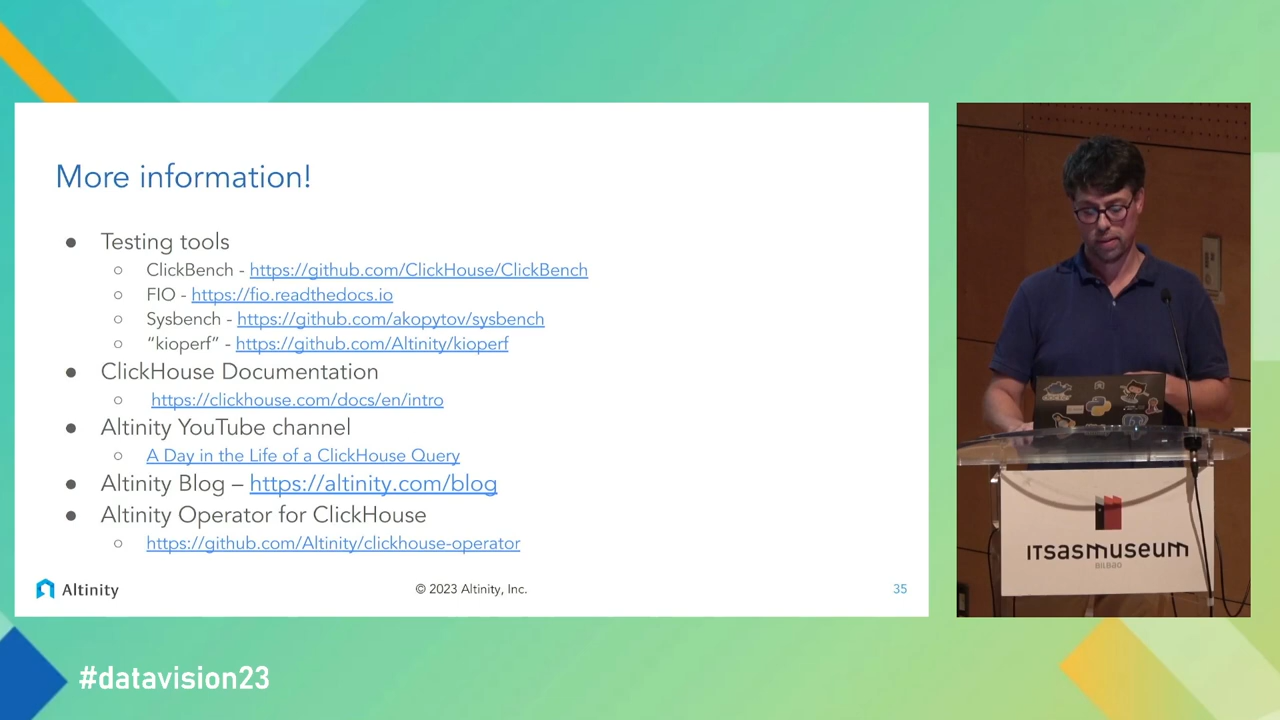 More information!
● Testing tools
○ ClickBench - https://github.com/ClickHouse/ClickBench
○ FIO - https://fio.readthedocs.io
○ Sysbench - https://github.com/akopytov/sysbench
○ “kioperf” - https://github.com/Altinity/kioperf
● ClickHouse Documentation
○ https://clickhouse.com/docs/en/intro
● Altinity YouTube channel
○ A Day in the Life of a ClickHouse Query
● Altinity Blog – https://altinity.com/blog
● Altinity Operator for ClickHouse
○ https://github.com/Altinity/clickhouse-operator
Altinity
© 2023 Altinity, Inc.
35
ITSASMUSEUM
BILBAO
#datavision23